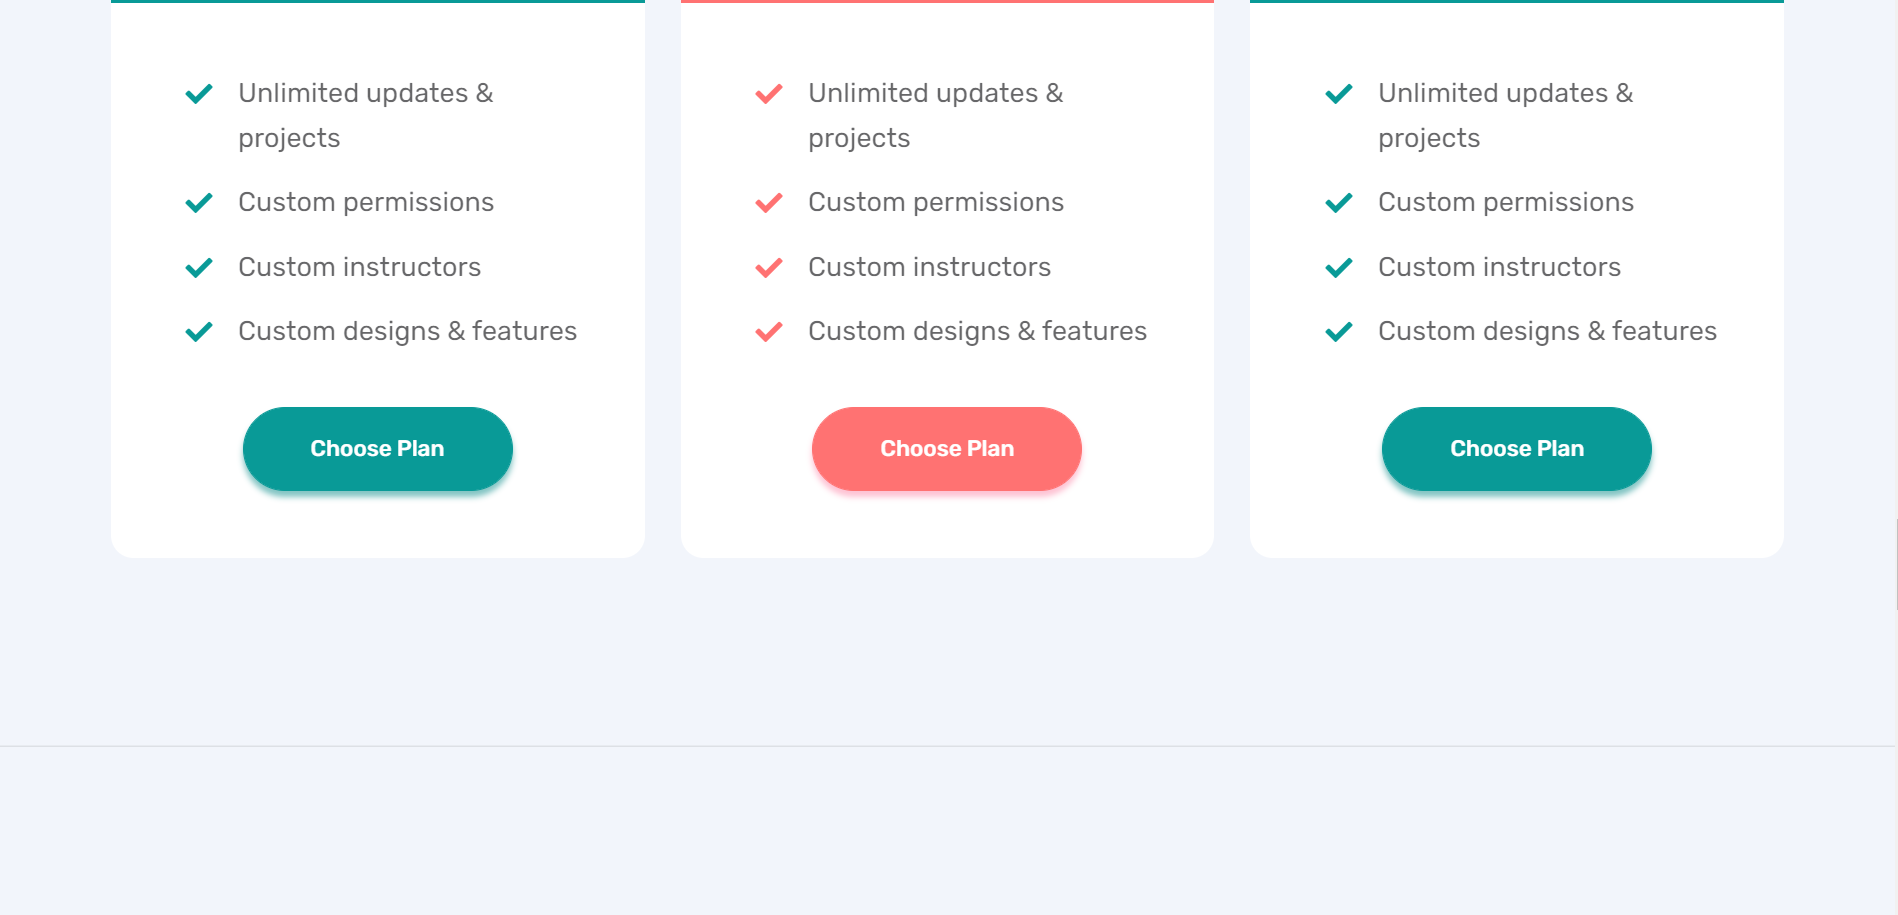 Unlimited updates &
projects
Custom permissions
Custom instructors
Custom designs & features
Choose Plan
Unlimited updates &
projects
Custom permissions
Custom instructors
Custom designs & features
Choose Plan
Unlimited updates &
projects
Custom permissions
Custom instructors
Custom designs & features
Choose Plan